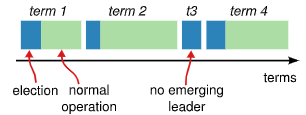 term 1 term 2 t3 term 4
terms
election normal operation no emerging leader